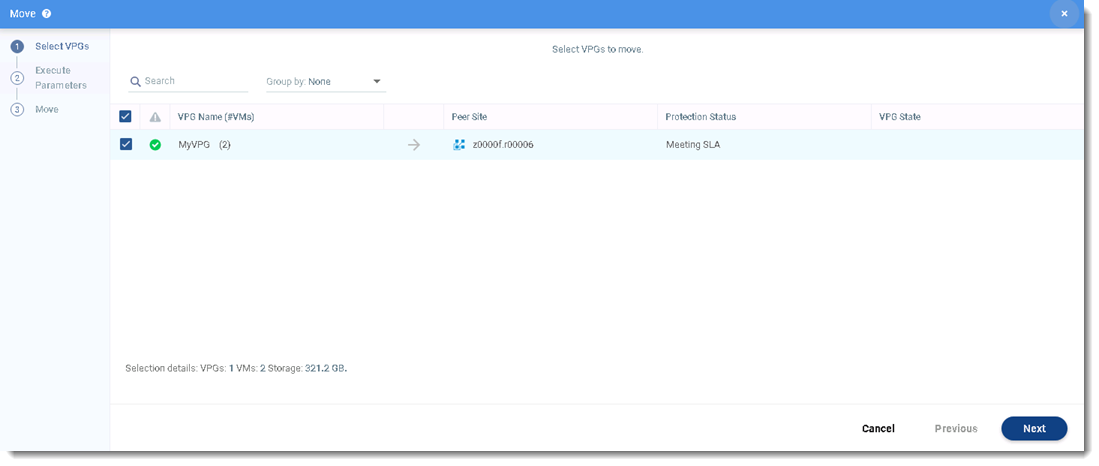 Move ?
1 Select VPGs
2 Execute Parameters
3 Move
Select VPGs to move.
Search
Group by: None
VPG Name (#VMs) Peer Site Protection Status VPG State
MyVPG (2) → z0000f.r00006 Meeting SLA
Selection details: VPGs: 1 VMs: 2 Storage: 321.2 GB.
Cancel Previous Next